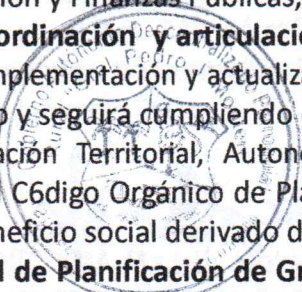 ión y Finanzas Públicas,
ordinación y articulació
mplementación y actualiz
o y seguirá cumpliendo
ación Territorial, Autono
C6digo Orgánico de Pla
neficio social derivado d
l de Planificación de Gr